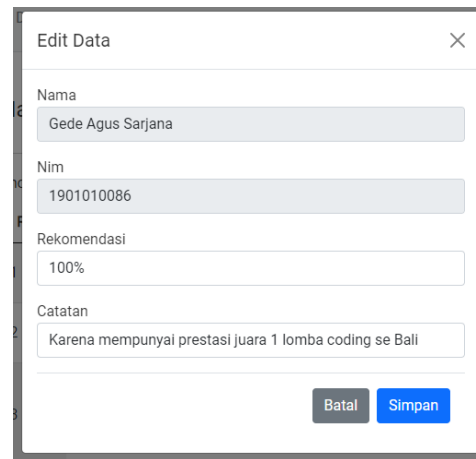 Edit Data
Nama
Gede Agus Sarjana
Nim
1901010086
Rekomendasi
100%
Catatan
Karena mempunyai prestasi juara 1 lomba coding se Bali
Batal Simpan